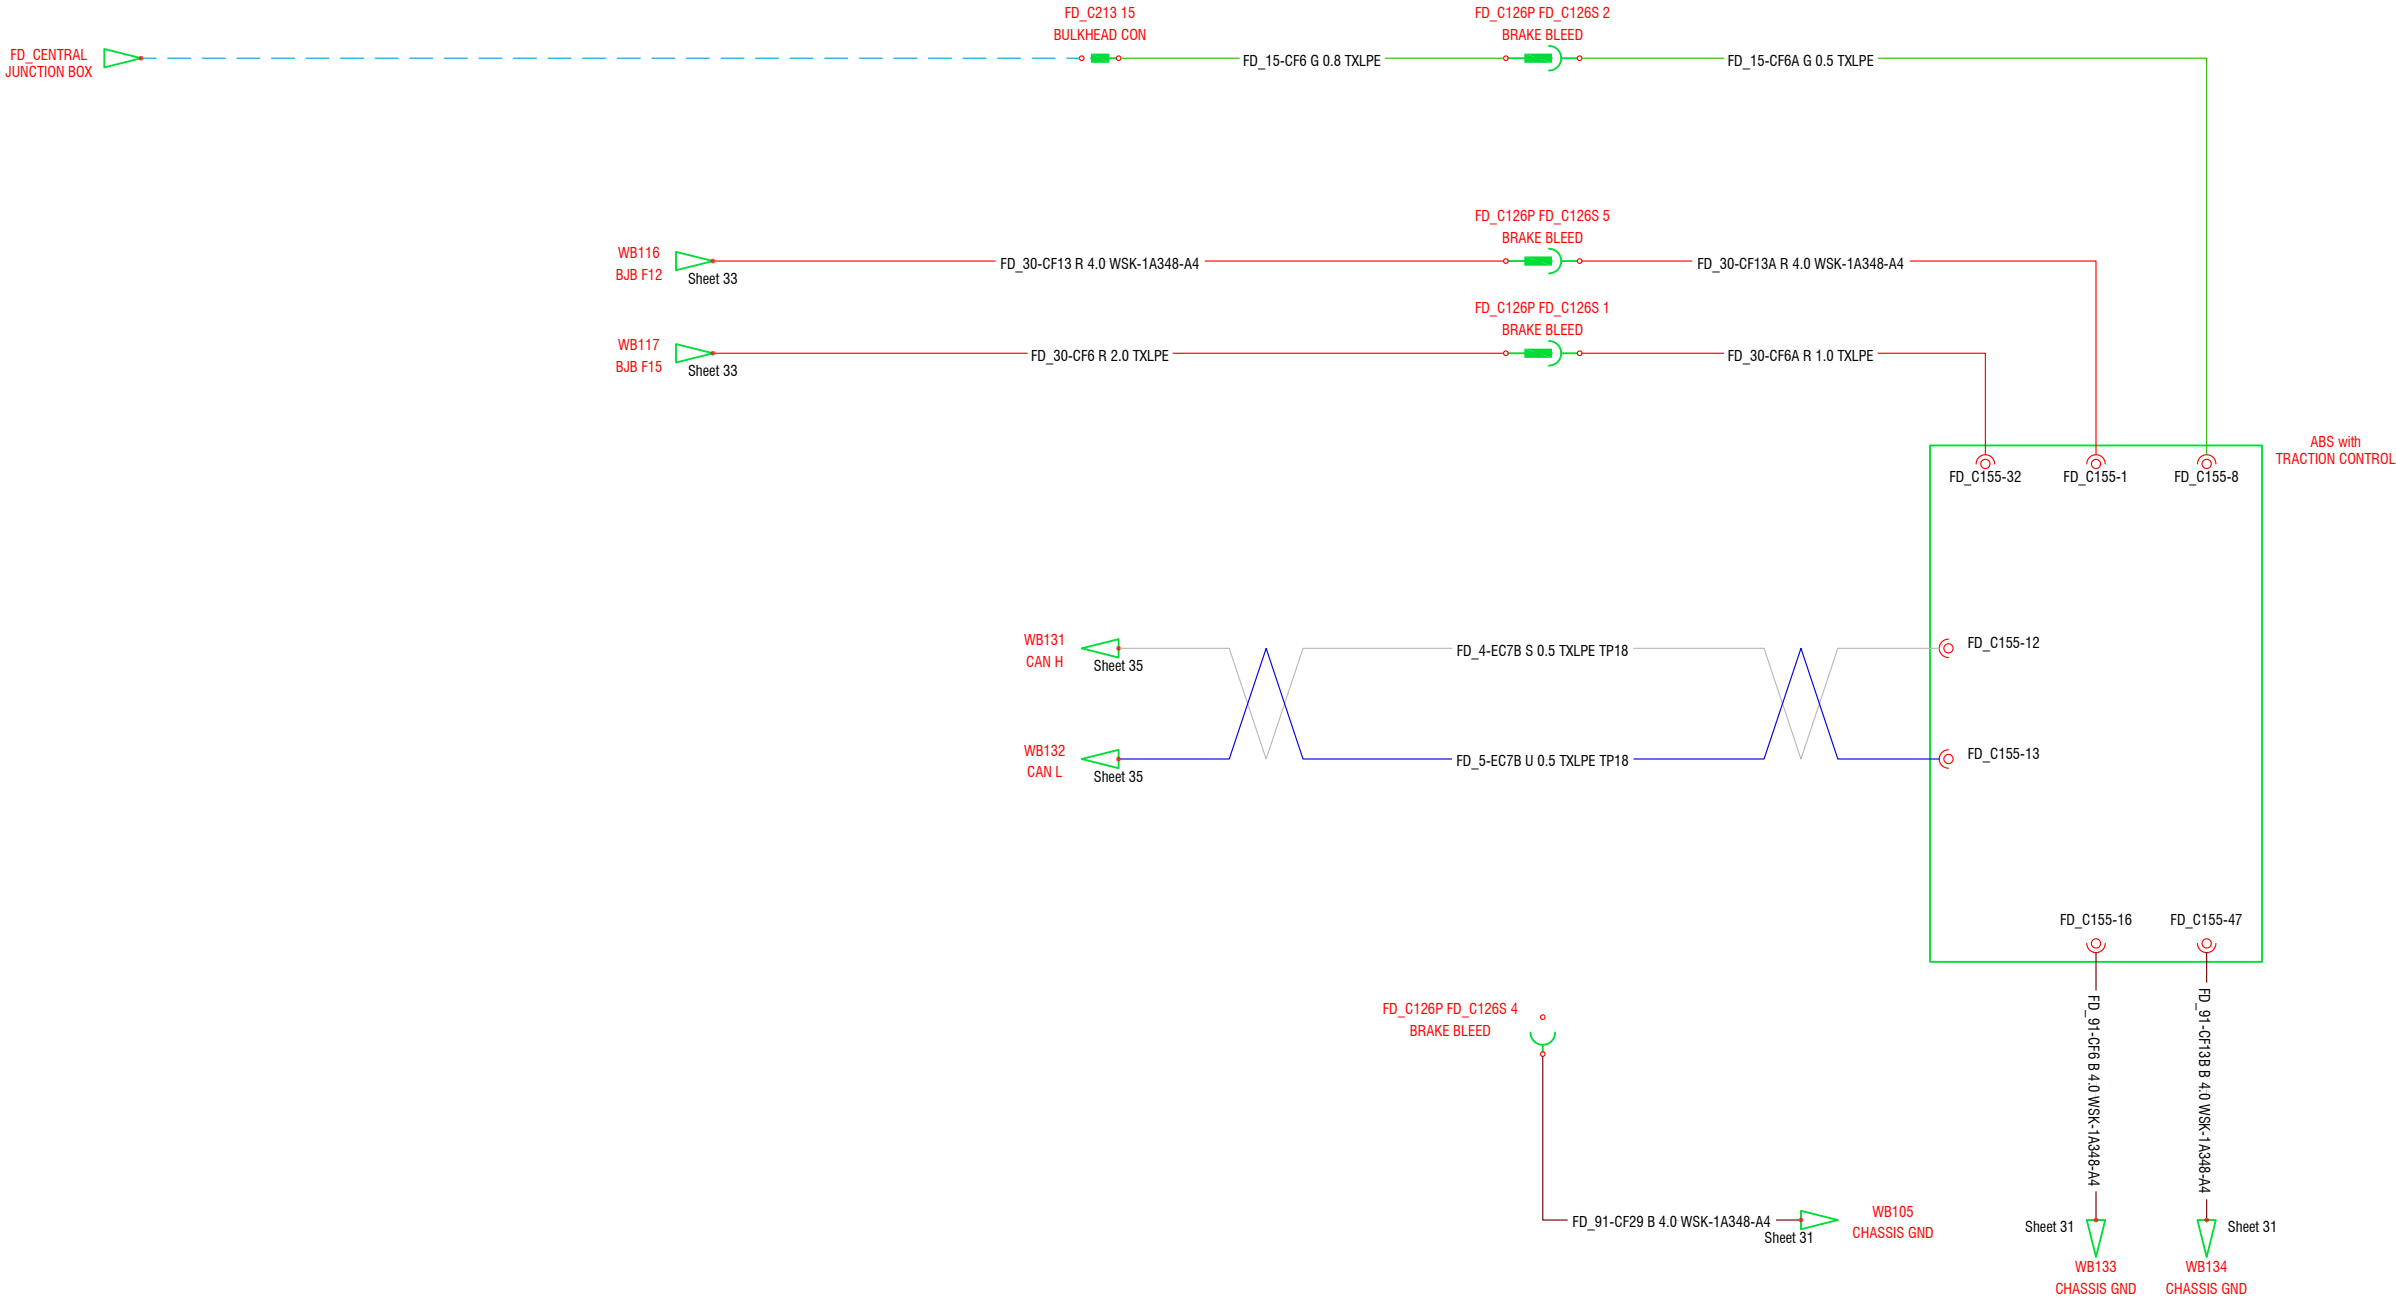 FD_C213 15
BULKHEAD CON
FD_C126P FD_C126S 2
BRAKE BLEED
FD_CENTRAL
JUNCTION BOX
FD_15-CF6 G 0.8 TXLPE
FD_15-CF6A G 0.5 TXLPE
FD_C126P FD_C126S 5
BRAKE BLEED
WB116
BJB F12
Sheet 33
FD_30-CF13 R 4.0 WSK-1A348-A4
FD_30-CF13A R 4.0 WSK-1A348-A4
FD_C126P FD_C126S 1
BRAKE BLEED
WB117
BJB F15
Sheet 33
FD_30-CF6 R 2.0 TXLPE
FD_30-CF6A R 1.0 TXLPE
ABS with
TRACTION CONTROL
FD_C155-32
FD_C155-1
FD_C155-8
WB131
CAN H
Sheet 35
FD_4-EC7B S 0.5 TXLPE TP18
FD_C155-12
WB132
CAN L
Sheet 35
FD_5-EC7B U 0.5 TXLPE TP18
FD_C155-13
FD_C155-16
FD_C155-47
FD_C126P FD_C126S 4
BRAKE BLEED
FD_91-CF6 B 4.0 WSK-1A348-A4
FD_91-CF13B B 4.0 WSK-1A348-A4
FD_91-CF29 B 4.0 WSK-1A348-A4
Sheet 31
WB105
CHASSIS GND
Sheet 31
Sheet 31
WB133
CHASSIS GND
WB134
CHASSIS GND